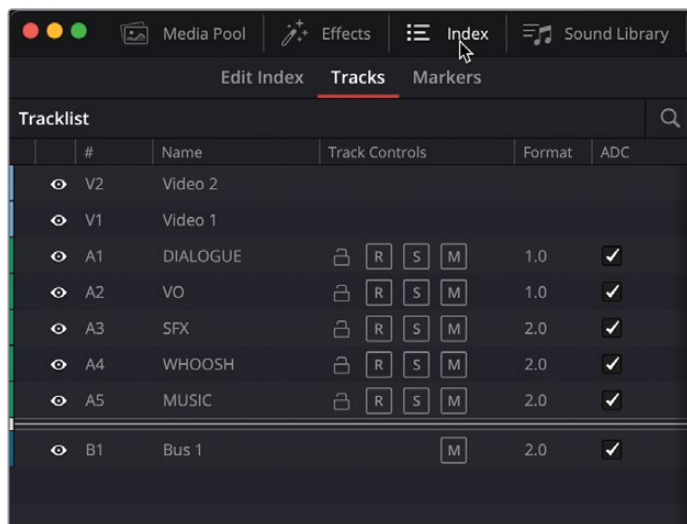 Media Pool Effects Index Sound Library
Edit Index Tracks Markers
Tracklist
# Name Track Controls Format ADC
V2 Video 2
V1 Video 1
A1 DIALOGUE R S M 1.0
A2 VO R S M 1.0
A3 SFX R S M 2.0
A4 WHOOSH R S M 2.0
A5 MUSIC R S M 2.0
B1 Bus 1 M 2.0